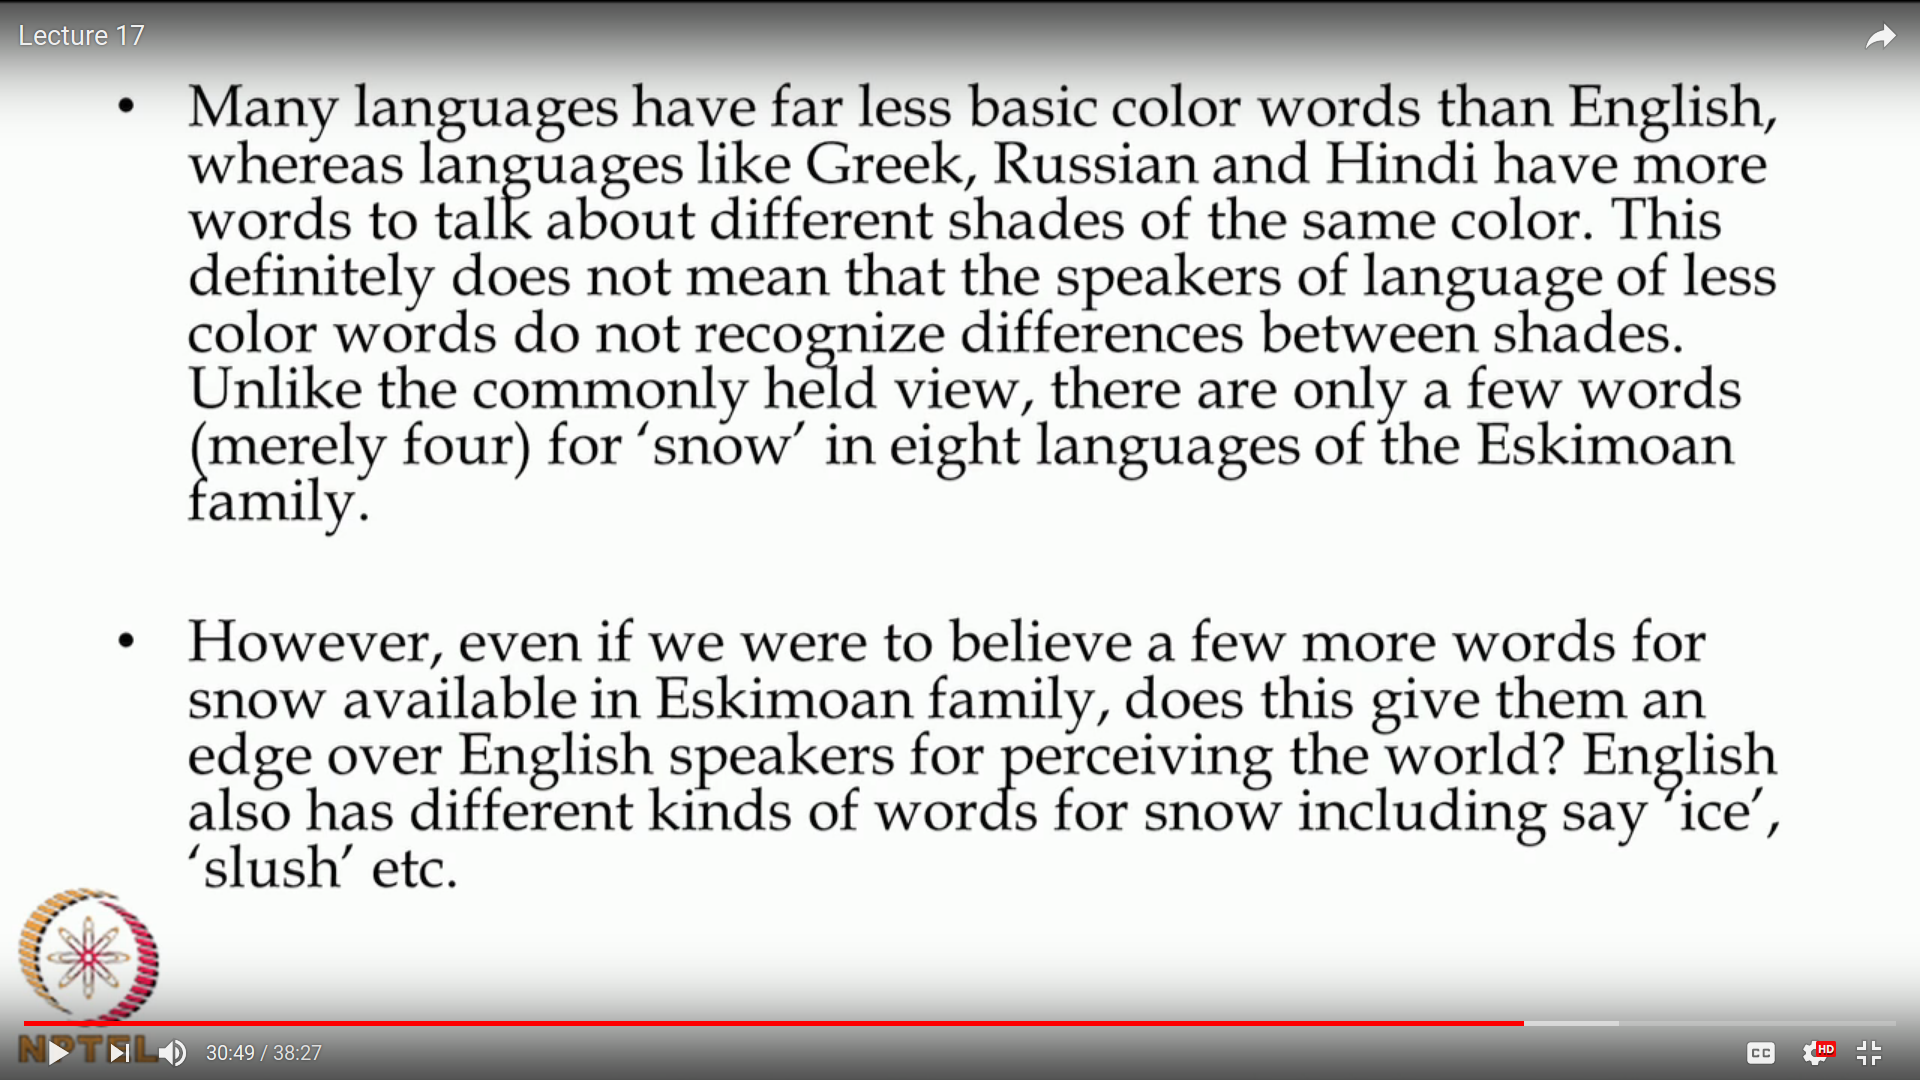 Lecture 17
• Many languages have far less basic color words than English,
whereas languages like Greek, Russian and Hindi have more
words to talk about different shades of the same color. This
definitely does not mean that the speakers of language of less
color words do not recognize differences between shades.
Unlike the commonly held view, there are only a few words
(merely four) for ‘snow’ in eight languages of the Eskimoan
family.
• However, even if we were to believe a few more words for
snow available in Eskimoan family, does this give them an
edge over English speakers for perceiving the world? English
also has different kinds of words for snow including say ‘ice’,
‘slush’ etc.
NPTEL
30:49 / 38:27
CC
HD